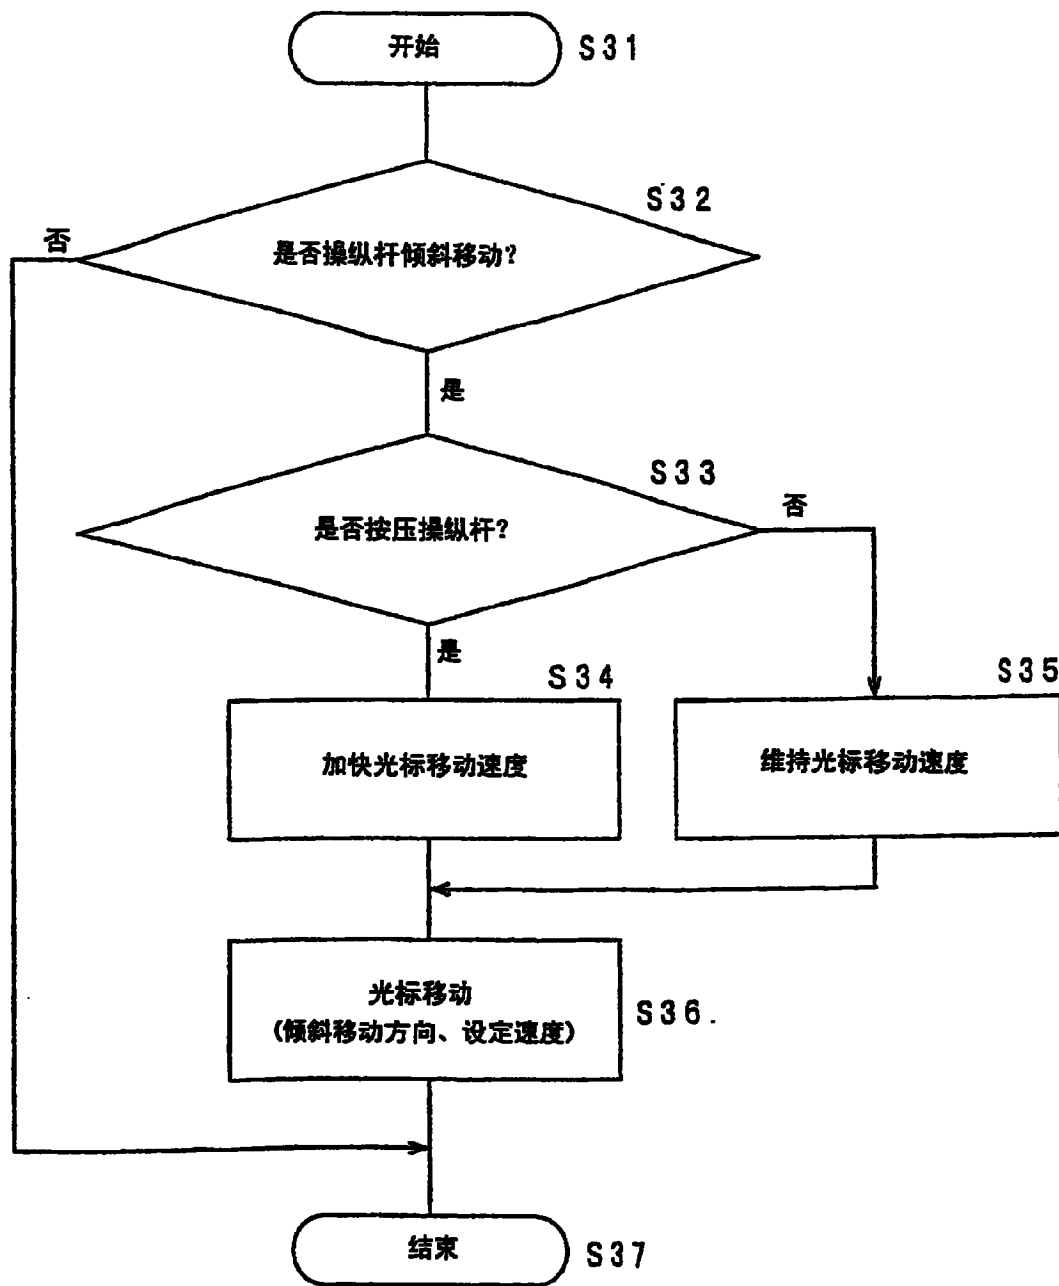 开始
S31
S32
否
是否操纵杆倾斜移动?
是
S33
否
是否按压操纵杆?
是
S34
S35
加快光标移动速度
维持光标移动速度
光标移动
(倾斜移动方向、设定速度)
S36.
结束
S37